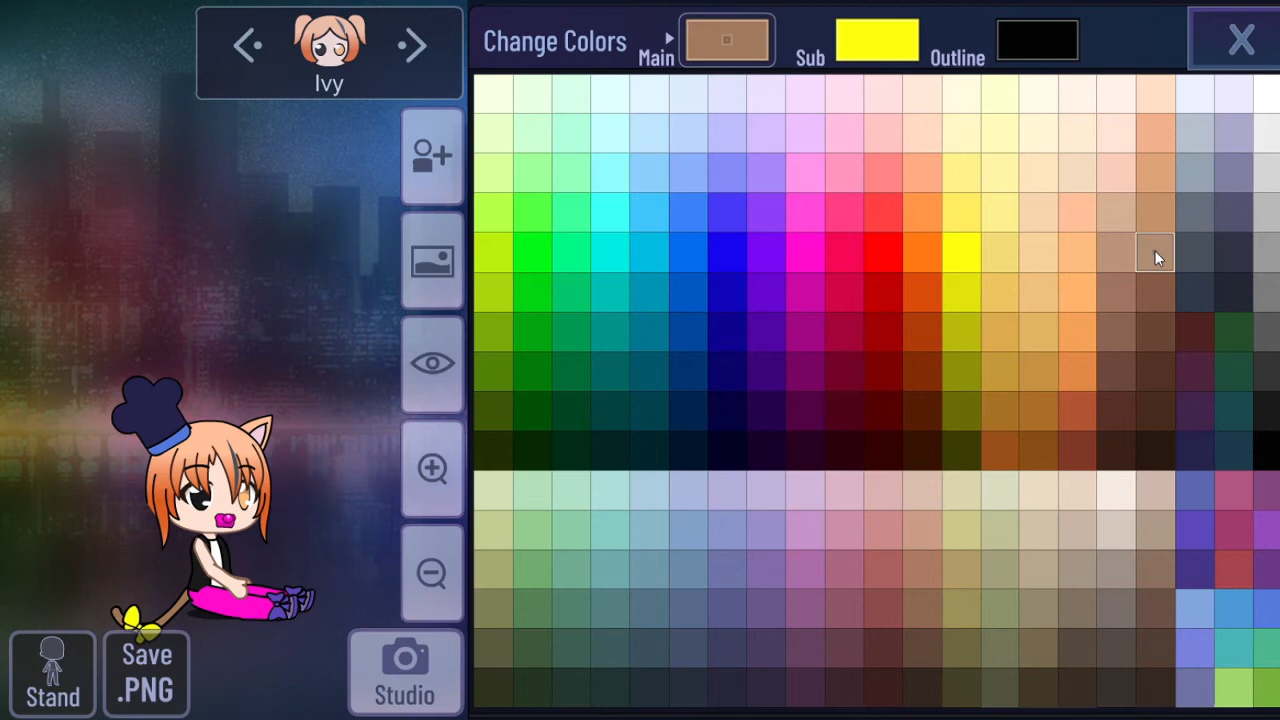 Ivy
Change Colors
Main
Sub
Outline
X
Stand
Save
.PNG
Studio